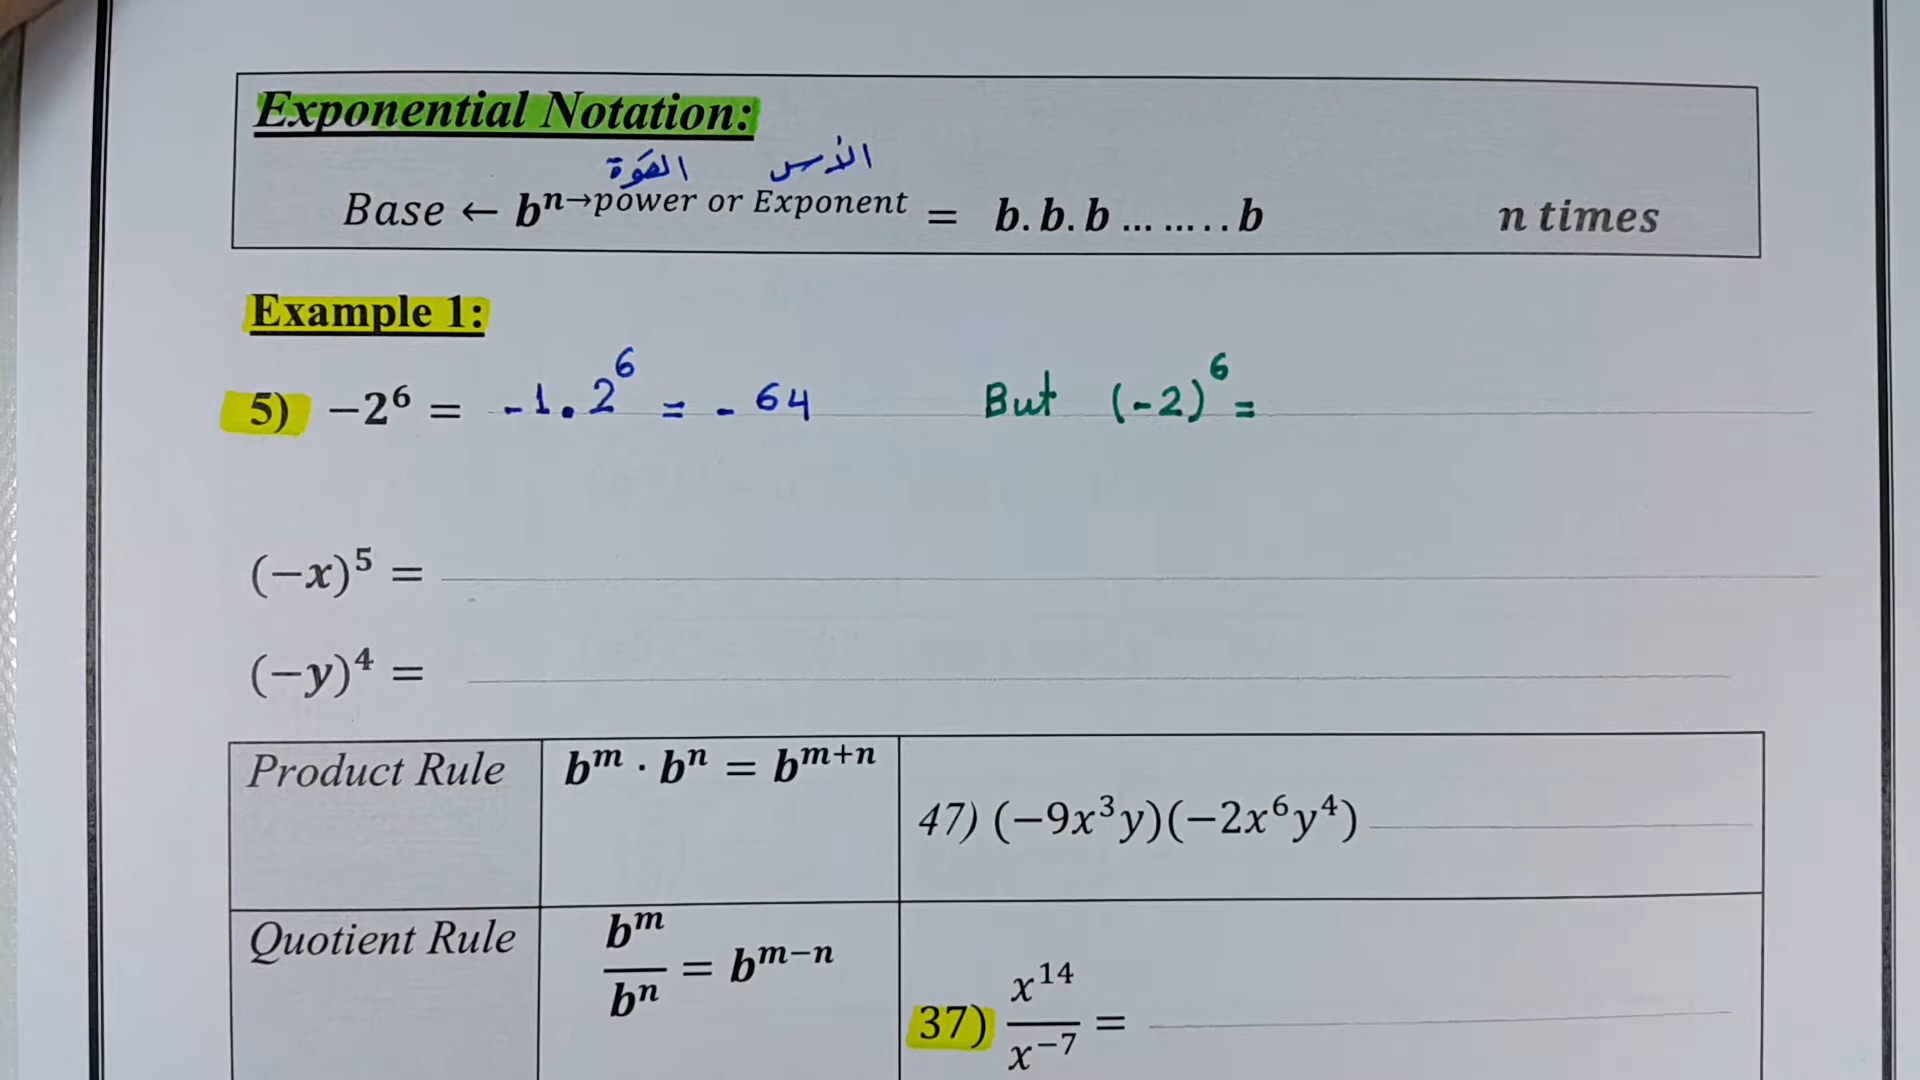 Exponential Notation:
القوة الأس
Base ← bⁿ→power or Exponent = b.b.b ... ... . . b n times
Example 1:
5) −2⁶ = -1 . 2⁶ = - 64 But (-2)⁶ =
(−x)⁵ =
(−y)⁴ =
Product Rule bᵐ · bⁿ = bᵐ⁺ⁿ
47) (−9x³y)(−2x⁶y⁴)
Quotient Rule bᵐ/bⁿ = bᵐ⁻ⁿ
37) x¹⁴/x⁻⁷ =